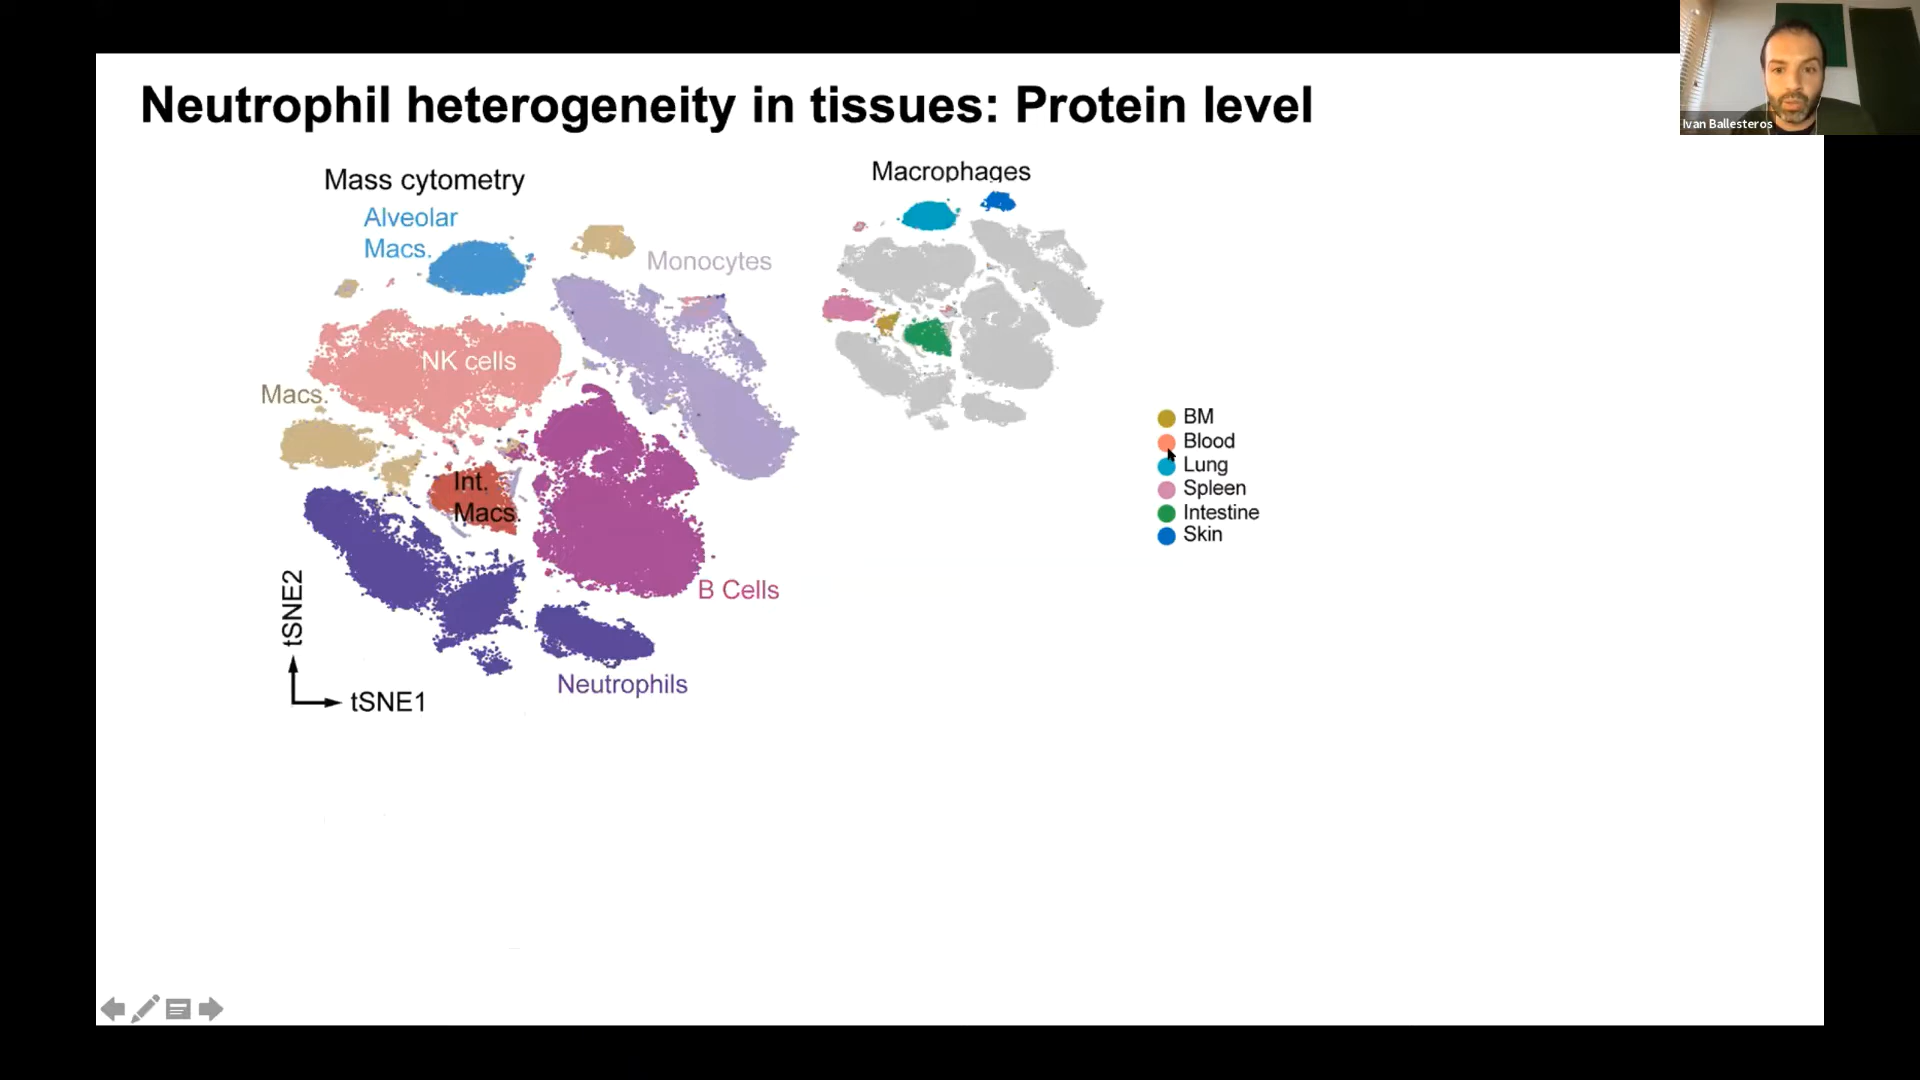 Neutrophil heterogeneity in tissues: Protein level
Ivan Ballesteros
Mass cytometry
Alveolar
Macs.
Monocytes
NK cells
Macs.
Int.
Macs.
B Cells
Neutrophils
tSNE2
tSNE1
Macrophages
BM
Blood
Lung
Spleen
Intestine
Skin